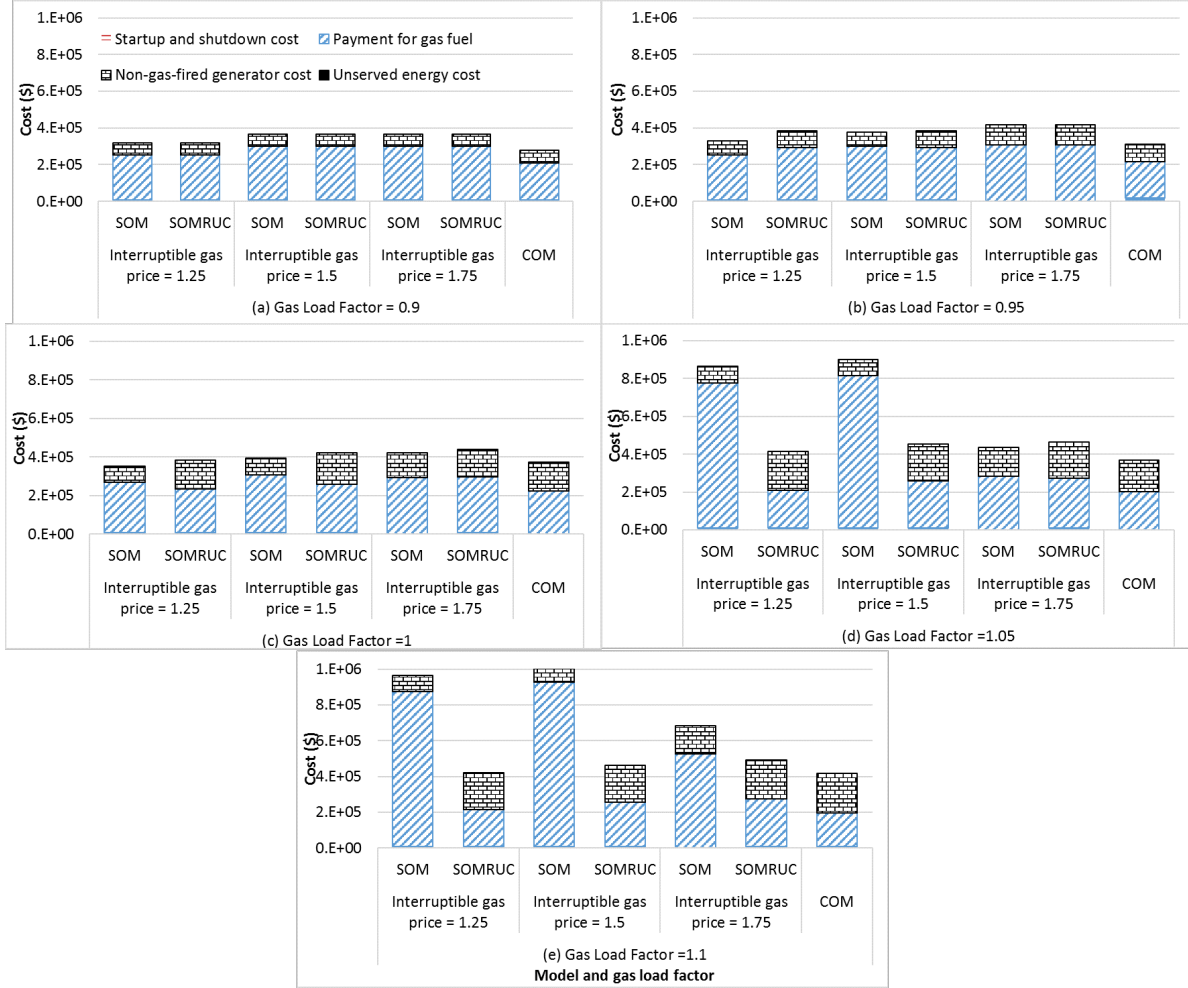 1.E+06
8.E+05
6.E+05
4.E+05
2.E+05
0.E+00
Cost ($)
Startup and shutdown cost
Payment for gas fuel
Non-gas-fired generator cost
Unserved energy cost
SOM SOMRUC SOM SOMRUC SOM SOMRUC COM
Interruptible gas price = 1.25
Interruptible gas price = 1.5
Interruptible gas price = 1.75
(a) Gas Load Factor = 0.9
1.E+06
8.E+05
6.E+05
4.E+05
2.E+05
0.E+00
Cost ($)
SOM SOMRUC SOM SOMRUC SOM SOMRUC COM
Interruptible gas price = 1.25
Interruptible gas price = 1.5
Interruptible gas price = 1.75
(b) Gas Load Factor = 0.95
1.E+06
8.E+05
6.E+05
4.E+05
2.E+05
0.E+00
Cost ($)
SOM SOMRUC SOM SOMRUC SOM SOMRUC COM
Interruptible gas price = 1.25
Interruptible gas price = 1.5
Interruptible gas price = 1.75
(c) Gas Load Factor =1
1.E+06
8.E+05
6.E+05
4.E+05
2.E+05
0.E+00
Cost ($)
SOM SOMRUC SOM SOMRUC SOM SOMRUC COM
Interruptible gas price = 1.25
Interruptible gas price = 1.5
Interruptible gas price = 1.75
(d) Gas Load Factor =1.05
1.E+06
8.E+05
6.E+05
4.E+05
2.E+05
0.E+00
Cost ($)
SOM SOMRUC SOM SOMRUC SOM SOMRUC COM
Interruptible gas price = 1.25
Interruptible gas price = 1.5
Interruptible gas price = 1.75
(e) Gas Load Factor =1.1
Model and gas load factor